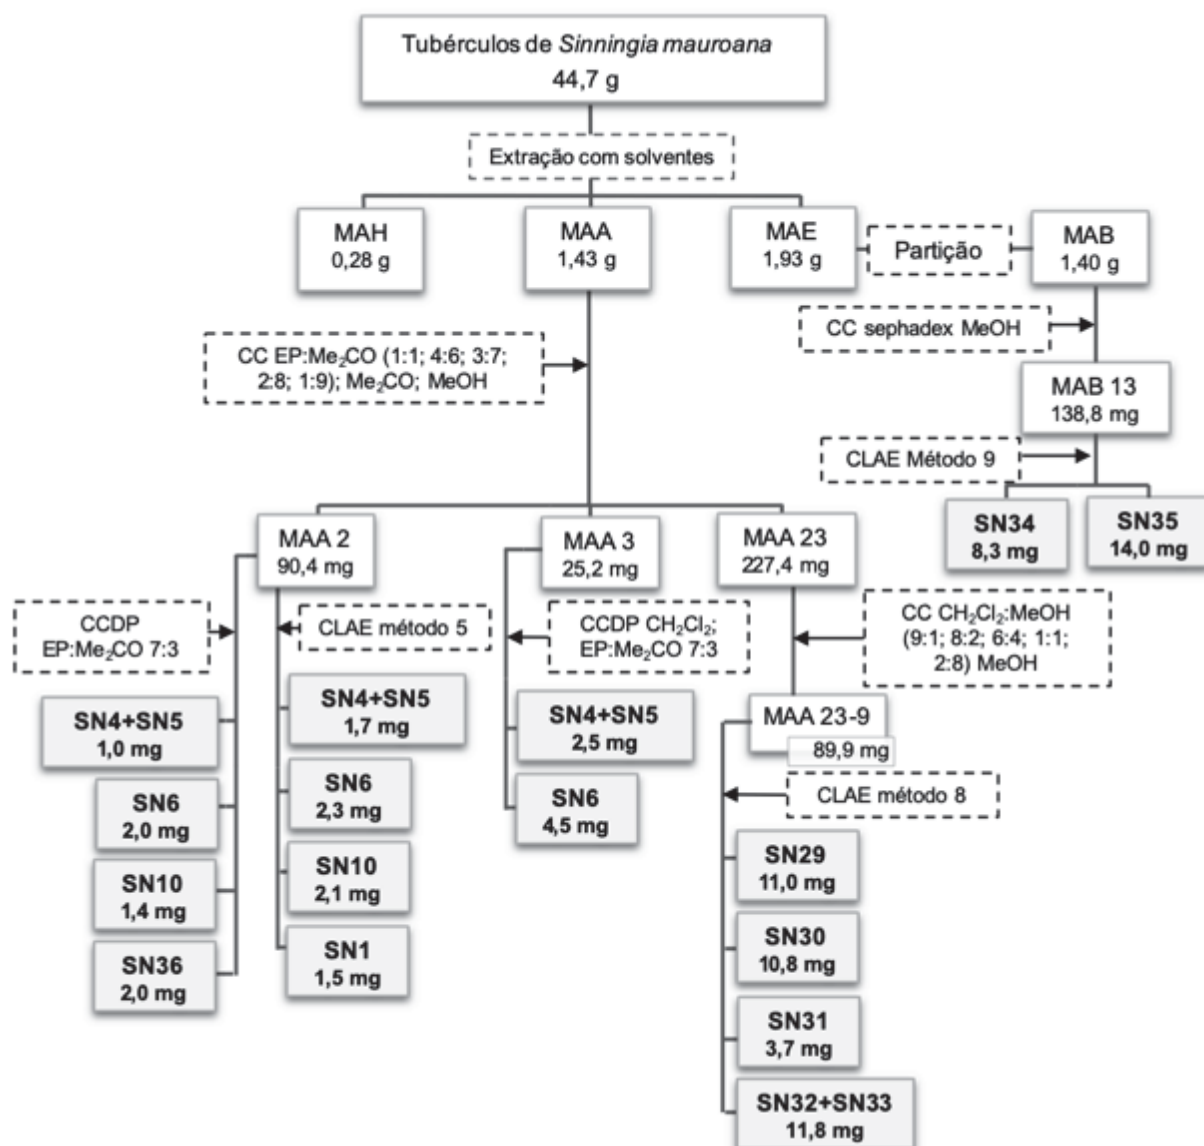 Tubérculos de Sinningia mauroana
44,7 g
Extração com solventes
MAH
0,28 g
MAA
1,43 g
MAE
1,93 g
Partição
MAB
1,40 g
CC sephadex MeOH
CC EP:Me₂CO (1:1; 4:6; 3:7;
2:8; 1:9); Me₂CO; MeOH
MAB 13
138,8 mg
CLAE Método 9
SN34
8,3 mg
SN35
14,0 mg
MAA 2
90,4 mg
MAA 3
25,2 mg
MAA 23
227,4 mg
CCDP
EP:Me₂CO 7:3
CLAE método 5
CCDP CH₂Cl₂;
EP:Me₂CO 7:3
CC CH₂Cl₂:MeOH
(9:1; 8:2; 6:4; 1:1;
2:8) MeOH
SN4+SN5
1,0 mg
SN6
2,0 mg
SN10
1,4 mg
SN36
2,0 mg
SN4+SN5
1,7 mg
SN6
2,3 mg
SN10
2,1 mg
SN1
1,5 mg
SN4+SN5
2,5 mg
SN6
4,5 mg
MAA 23-9
89,9 mg
CLAE método 8
SN29
11,0 mg
SN30
10,8 mg
SN31
3,7 mg
SN32+SN33
11,8 mg